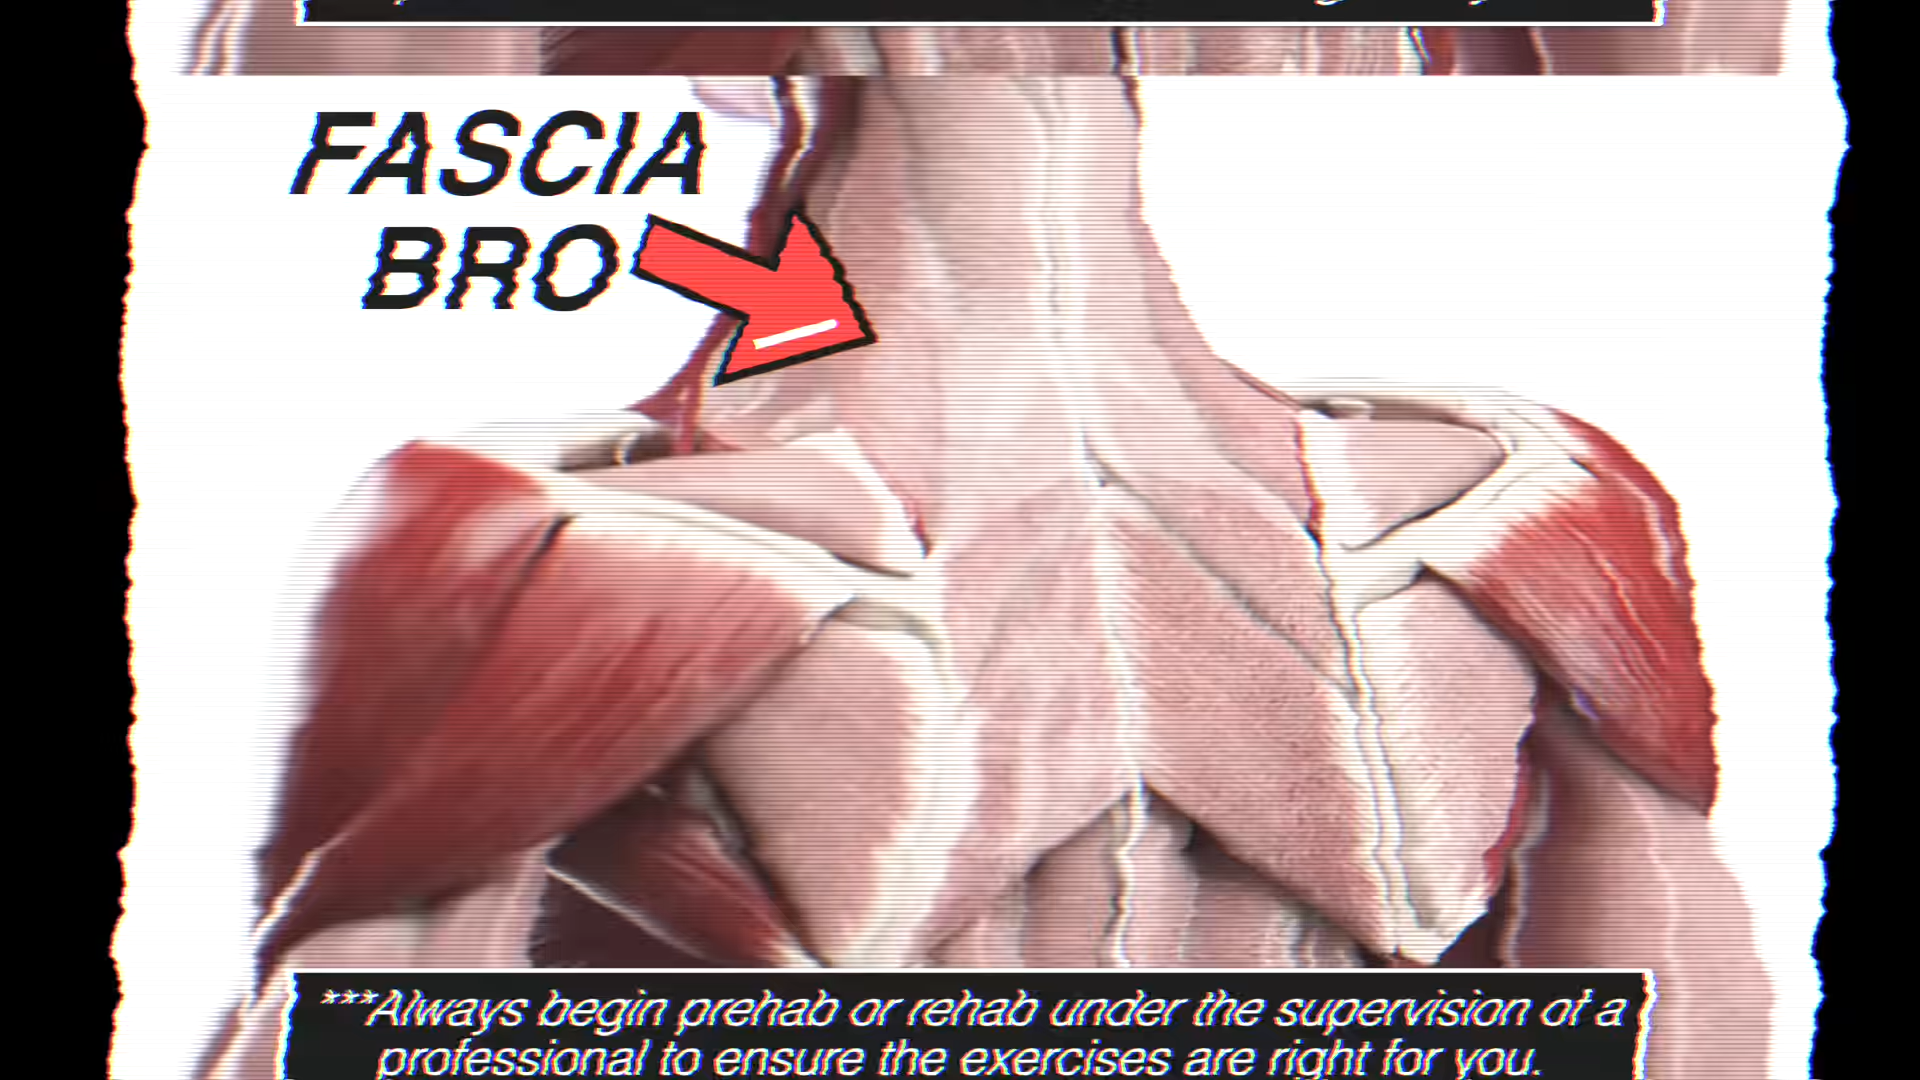 FASCIA
BRO
***Always begin prehab or rehab under the supervision of a
professional to ensure the exercises are right for you.